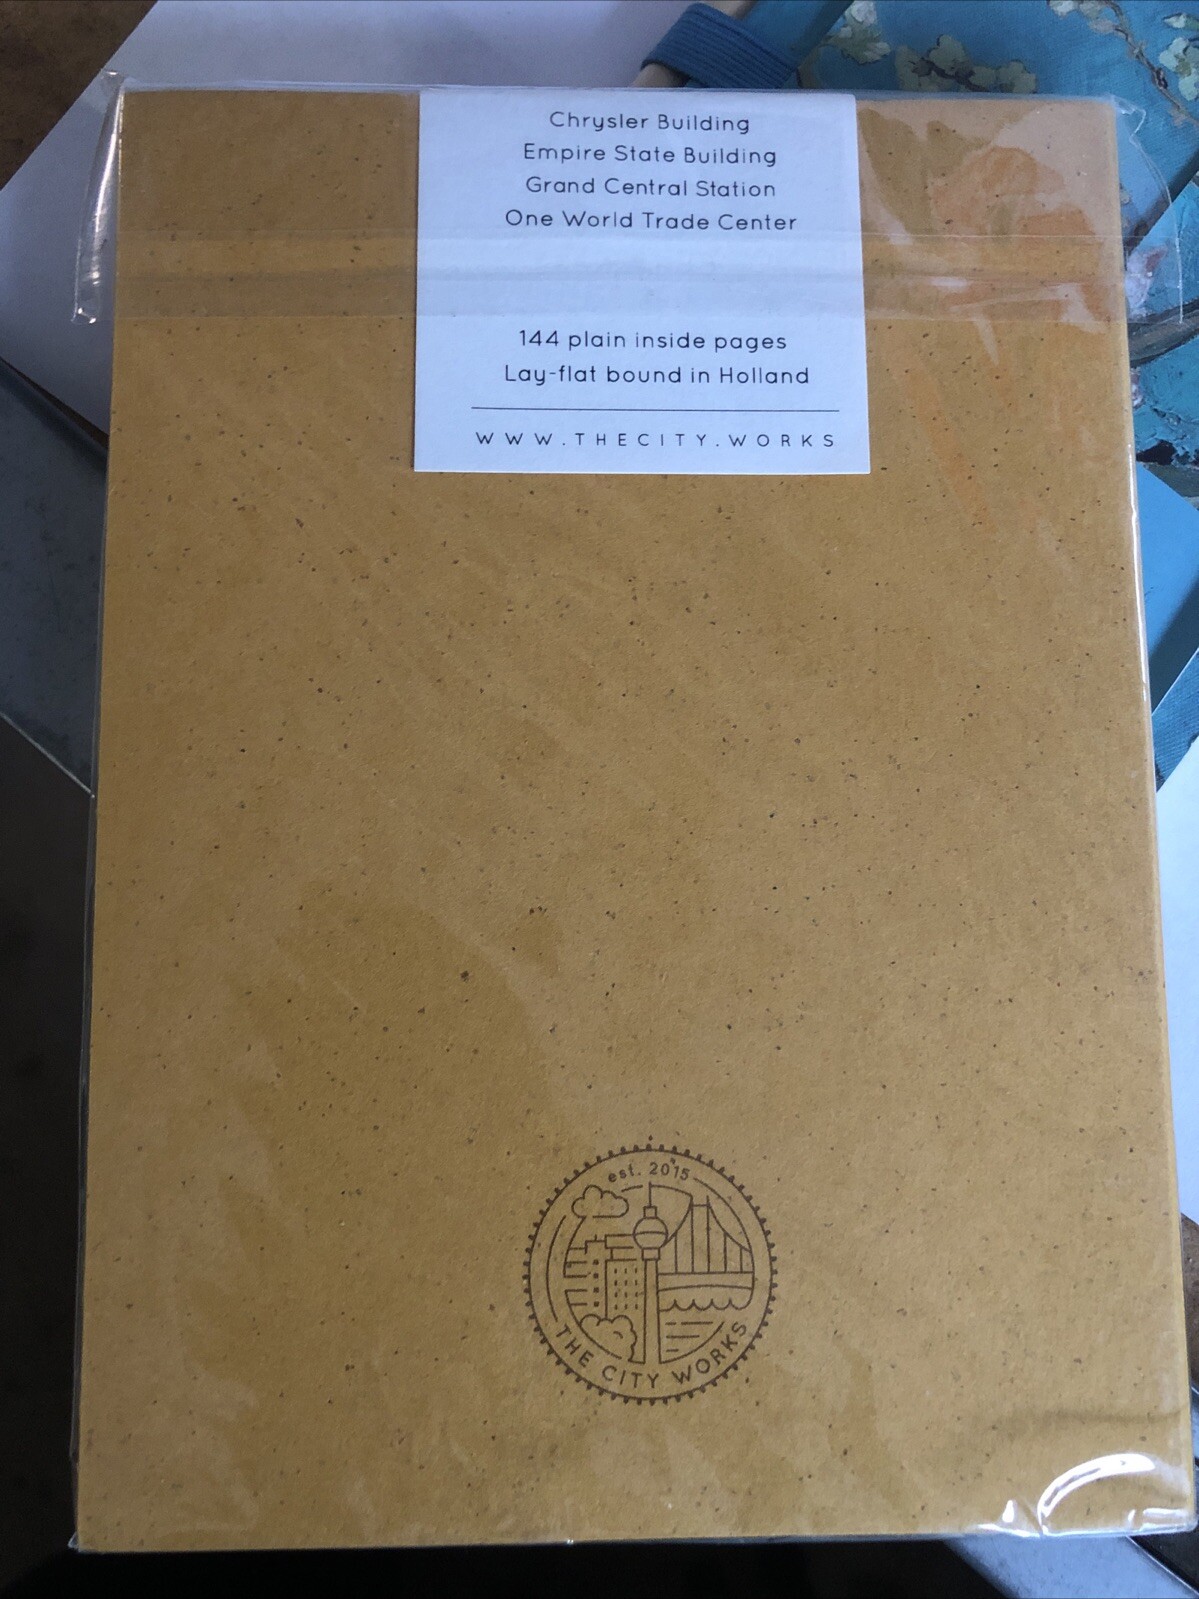 Chrysler Building
Empire State Building
Grand Central Station
One World Trade Center
144 plain inside pages
Lay-flat bound in Holland
WWW.THECITY.WORKS
est. 2015
THE CITY WORKS